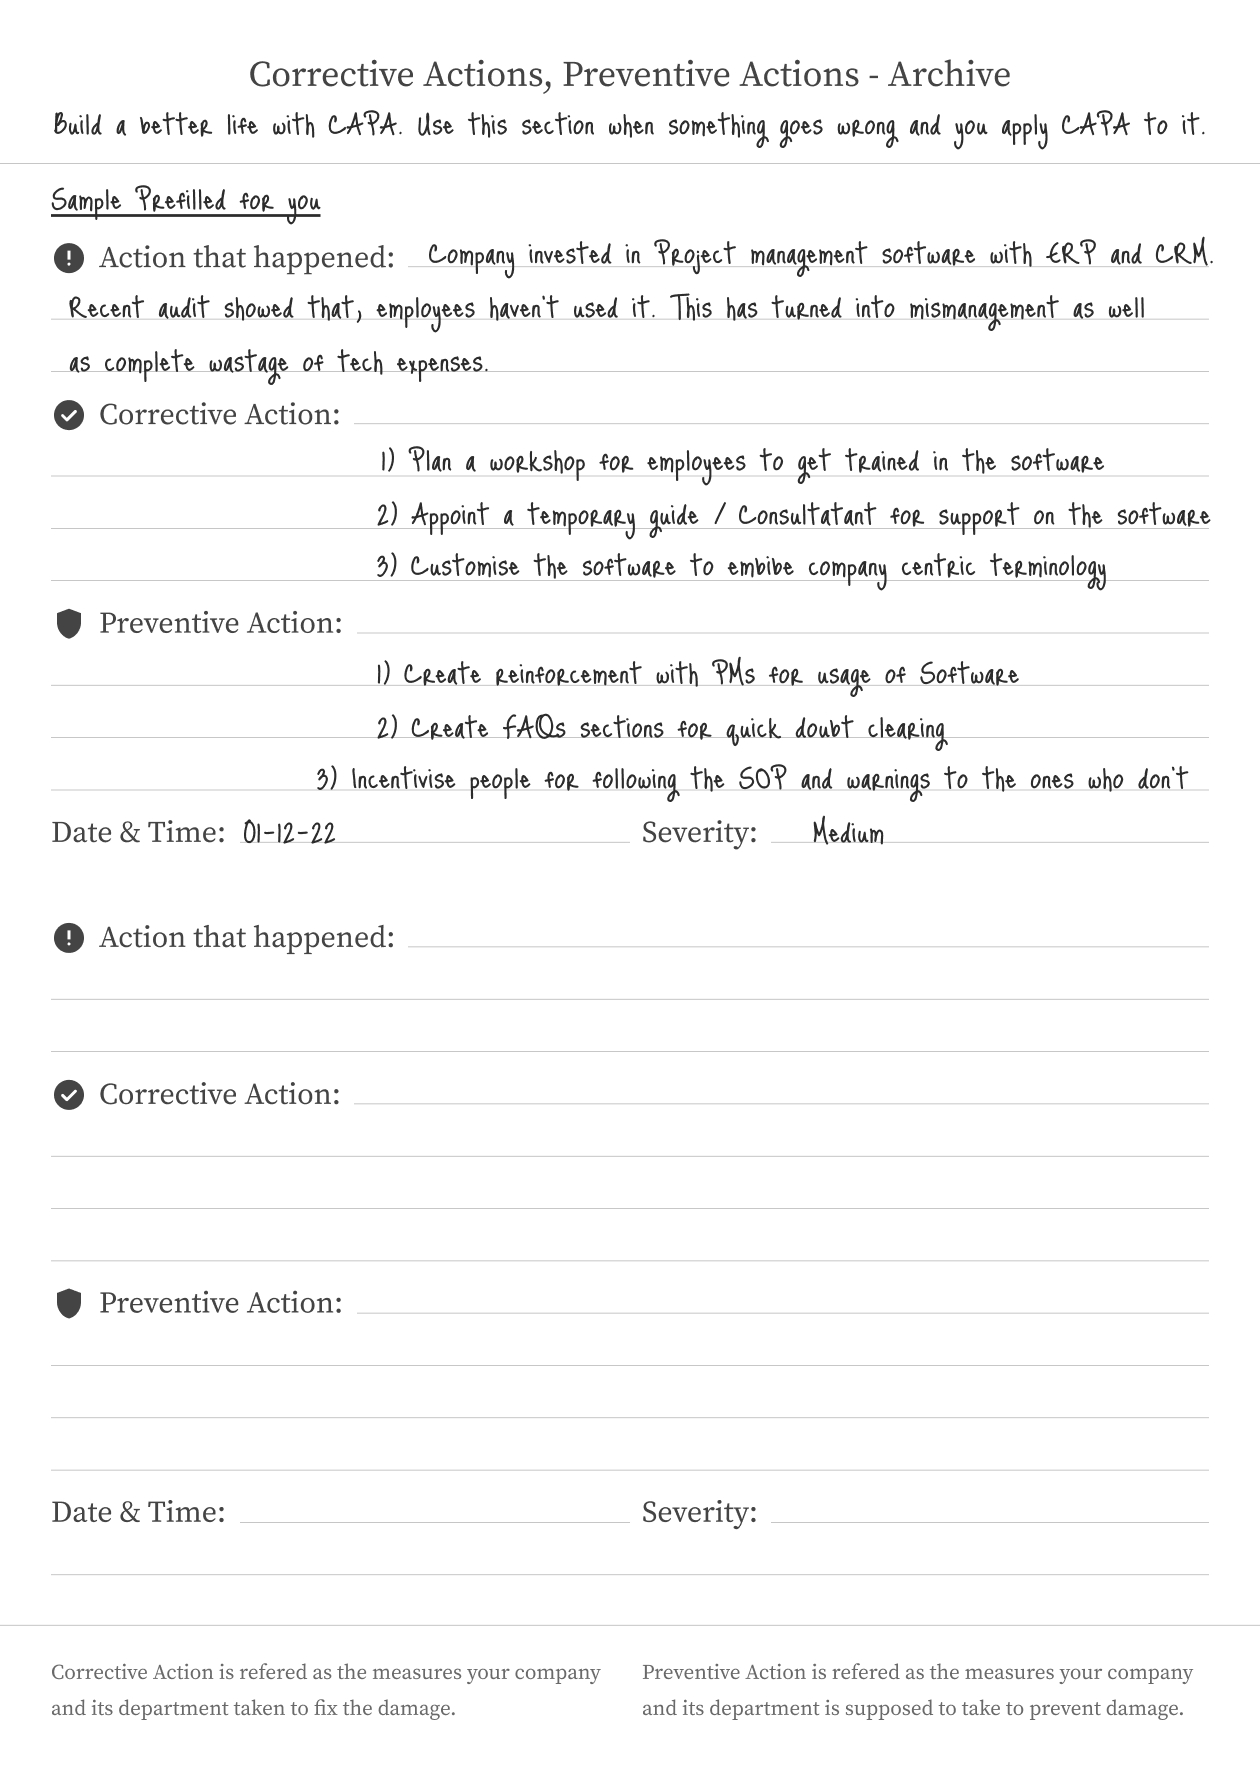 Corrective Actions, Preventive Actions - Archive
Build a better life with CAPA. Use this section when something goes wrong and you apply CAPA to it.
Sample Prefilled for you
Action that happened: Company invested in Project management software with ERP and CRM.
Recent audit showed that, employees haven't used it. This has turned into mismanagement as well
as complete wastage of tech expenses.
Corrective Action:
1) Plan a workshop for employees to get trained in the software
2) Appoint a temporary guide / Consultatant for support on the software
3) Customise the software to embibe company centric terminology
Preventive Action:
1) Create reinforcement with PMs for usage of Software
2) Create FAQs sections for quick doubt clearing
3) Incentivise people for following the SOP and warnings to the ones who don't
Date & Time: 01-12-22 Severity: Medium
Action that happened:
Corrective Action:
Preventive Action:
Date & Time: Severity:
Corrective Action is refered as the measures your company
and its department taken to fix the damage.
Preventive Action is refered as the measures your company
and its department is supposed to take to prevent damage.